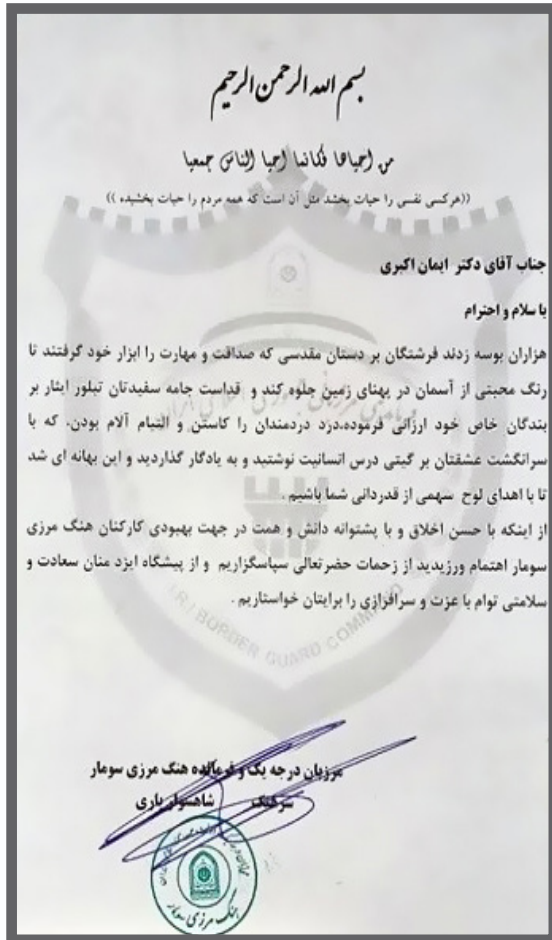 بسم الله الرحمن الرحیم
من احیاها فکانما احیا الناس جمعیا
((هرکسی نفسی را حیات بخشد مثل آن است که همه مردم را حیات بخشیده ))
جناب آقای دکتر ایمان اکبری
با سلام و احترام
هزاران بوسه زدند فرشتگان بر دستان مقدسی که صداقت و مهارت را ابزار خود گرفتند تا
رنگ محبتی از آسمان در پهنای زمین جلوه کند و قداست جامه سفیدتان تبلور ایثار بر
بندگان خاص خود ارزانی فرموده،درد دردمندان را کاستن و التیام آلام بودن، که با
سرانگشت عشقتان بر گیتی درس انسانیت نوشتید و به یادگار گذاردید و این بهانه ای شد
تا با اهدای لوح سهمی از قدردانی شما باشیم .
از اینکه با حسن اخلاق و با پشتوانه دانش و همت در جهت بهبودی کارکنان هنگ مرزی
سومار اهتمام ورزیدید از زحمات حضرتعالی سپاسگزاریم و از پیشگاه ایزد منان سعادت و
سلامتی توام با عزت و سرافرازی را برایتان خواستاریم .
I.R.I BORDER GUARD COMMAND
مرزبان درجه یک و فرمانده هنگ مرزی سومار
سرهنگ شاهسوار یاری
هنگ مرزی سومار